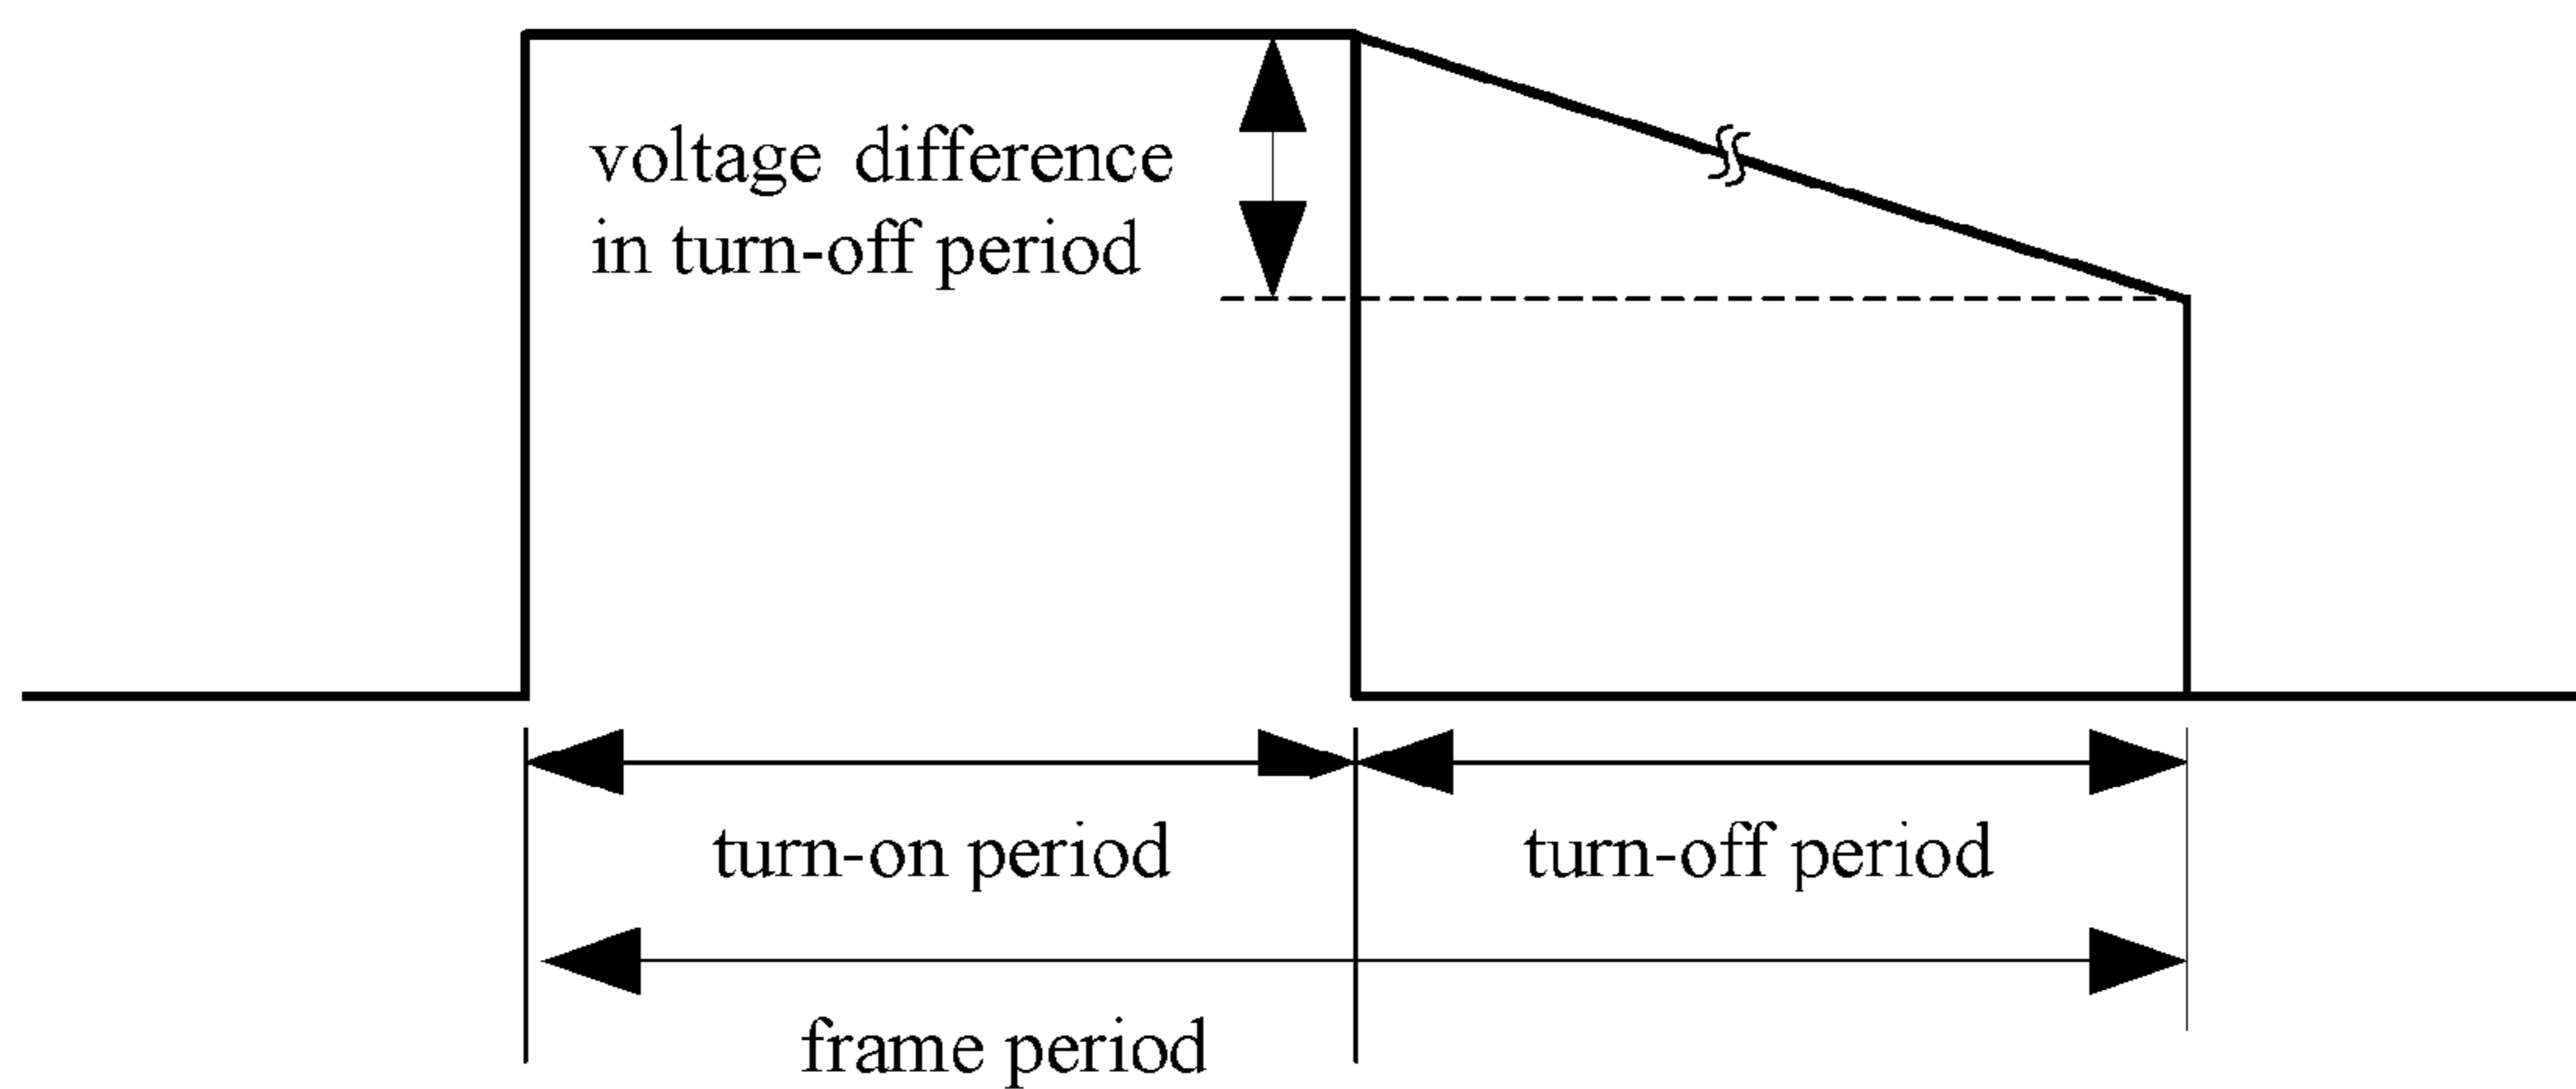 voltage difference
in turn-off period
turn-on period
turn-off period
frame period